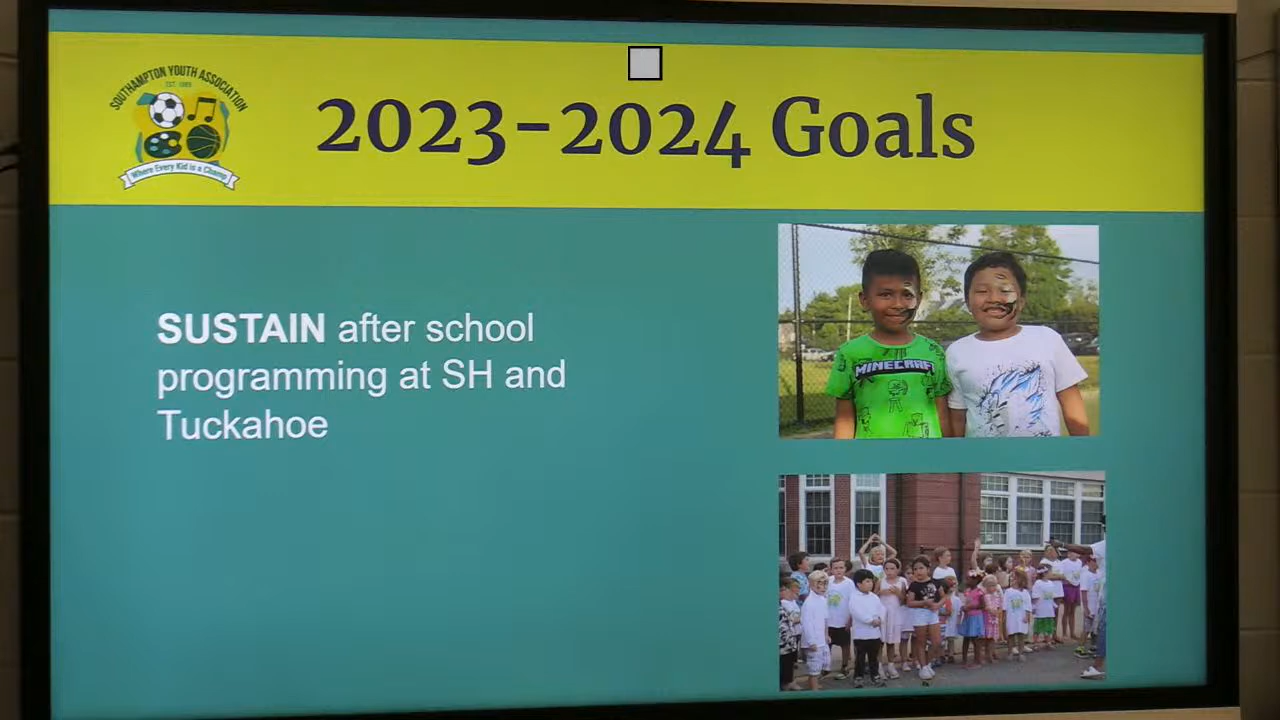 SOUTHAMPTON YOUTH ASSOCIATION
EST. 1989
Where Every Kid is a Champ
2023-2024 Goals
SUSTAIN after school
programming at SH and
Tuckahoe
MINECRAFT